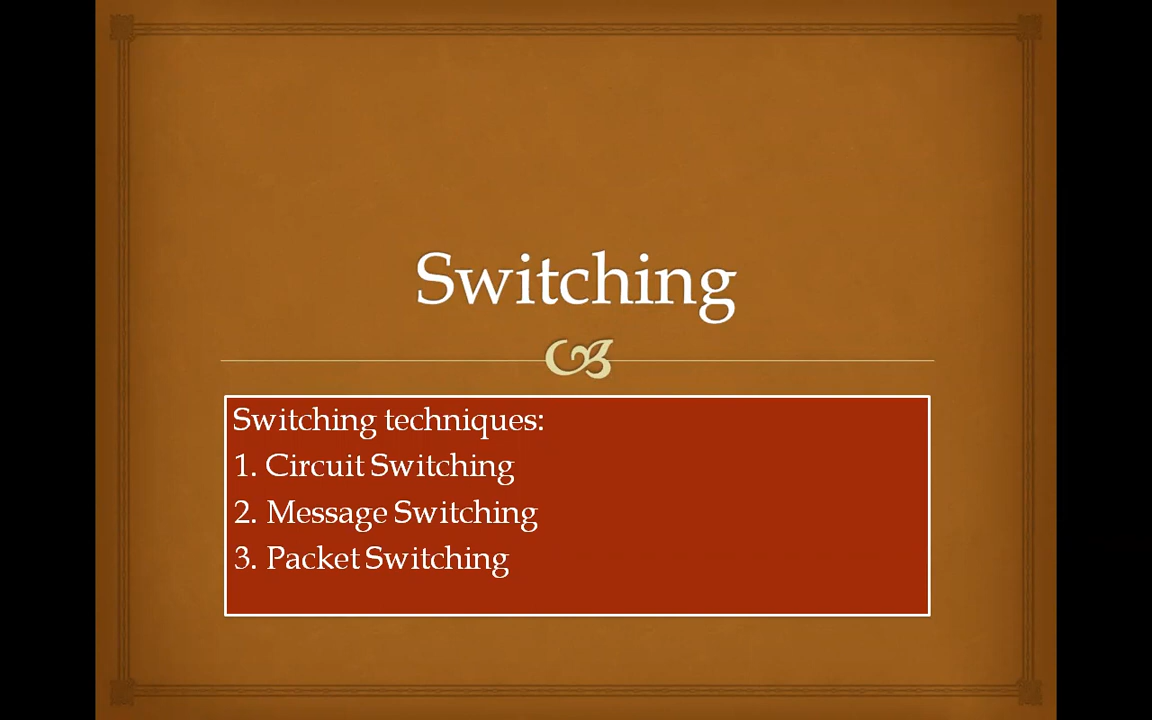 Switching
Switching techniques:
1. Circuit Switching
2. Message Switching
3. Packet Switching